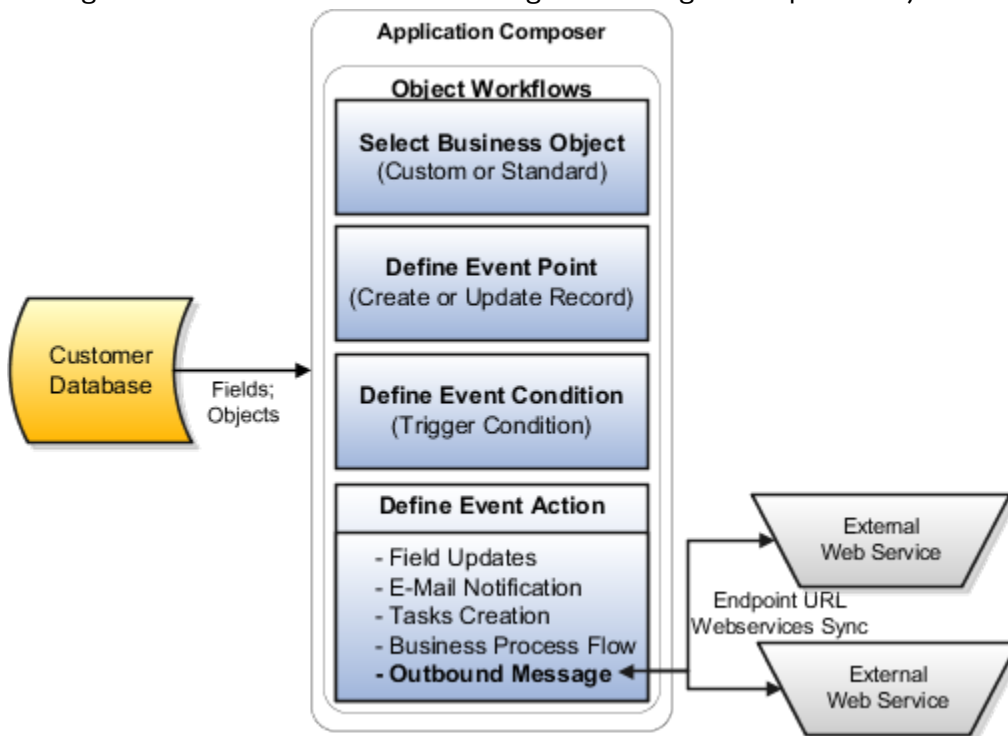 Application Composer
Object Workflows
Select Business Object
(Custom or Standard)
Define Event Point
(Create or Update Record)
Customer
Database
Fields;
Objects
Define Event Condition
(Trigger Condition)
Define Event Action
- Field Updates
- E-Mail Notification
- Tasks Creation
- Business Process Flow
- Outbound Message
External
Web Service
Endpoint URL
Webservices Sync
External
Web Service